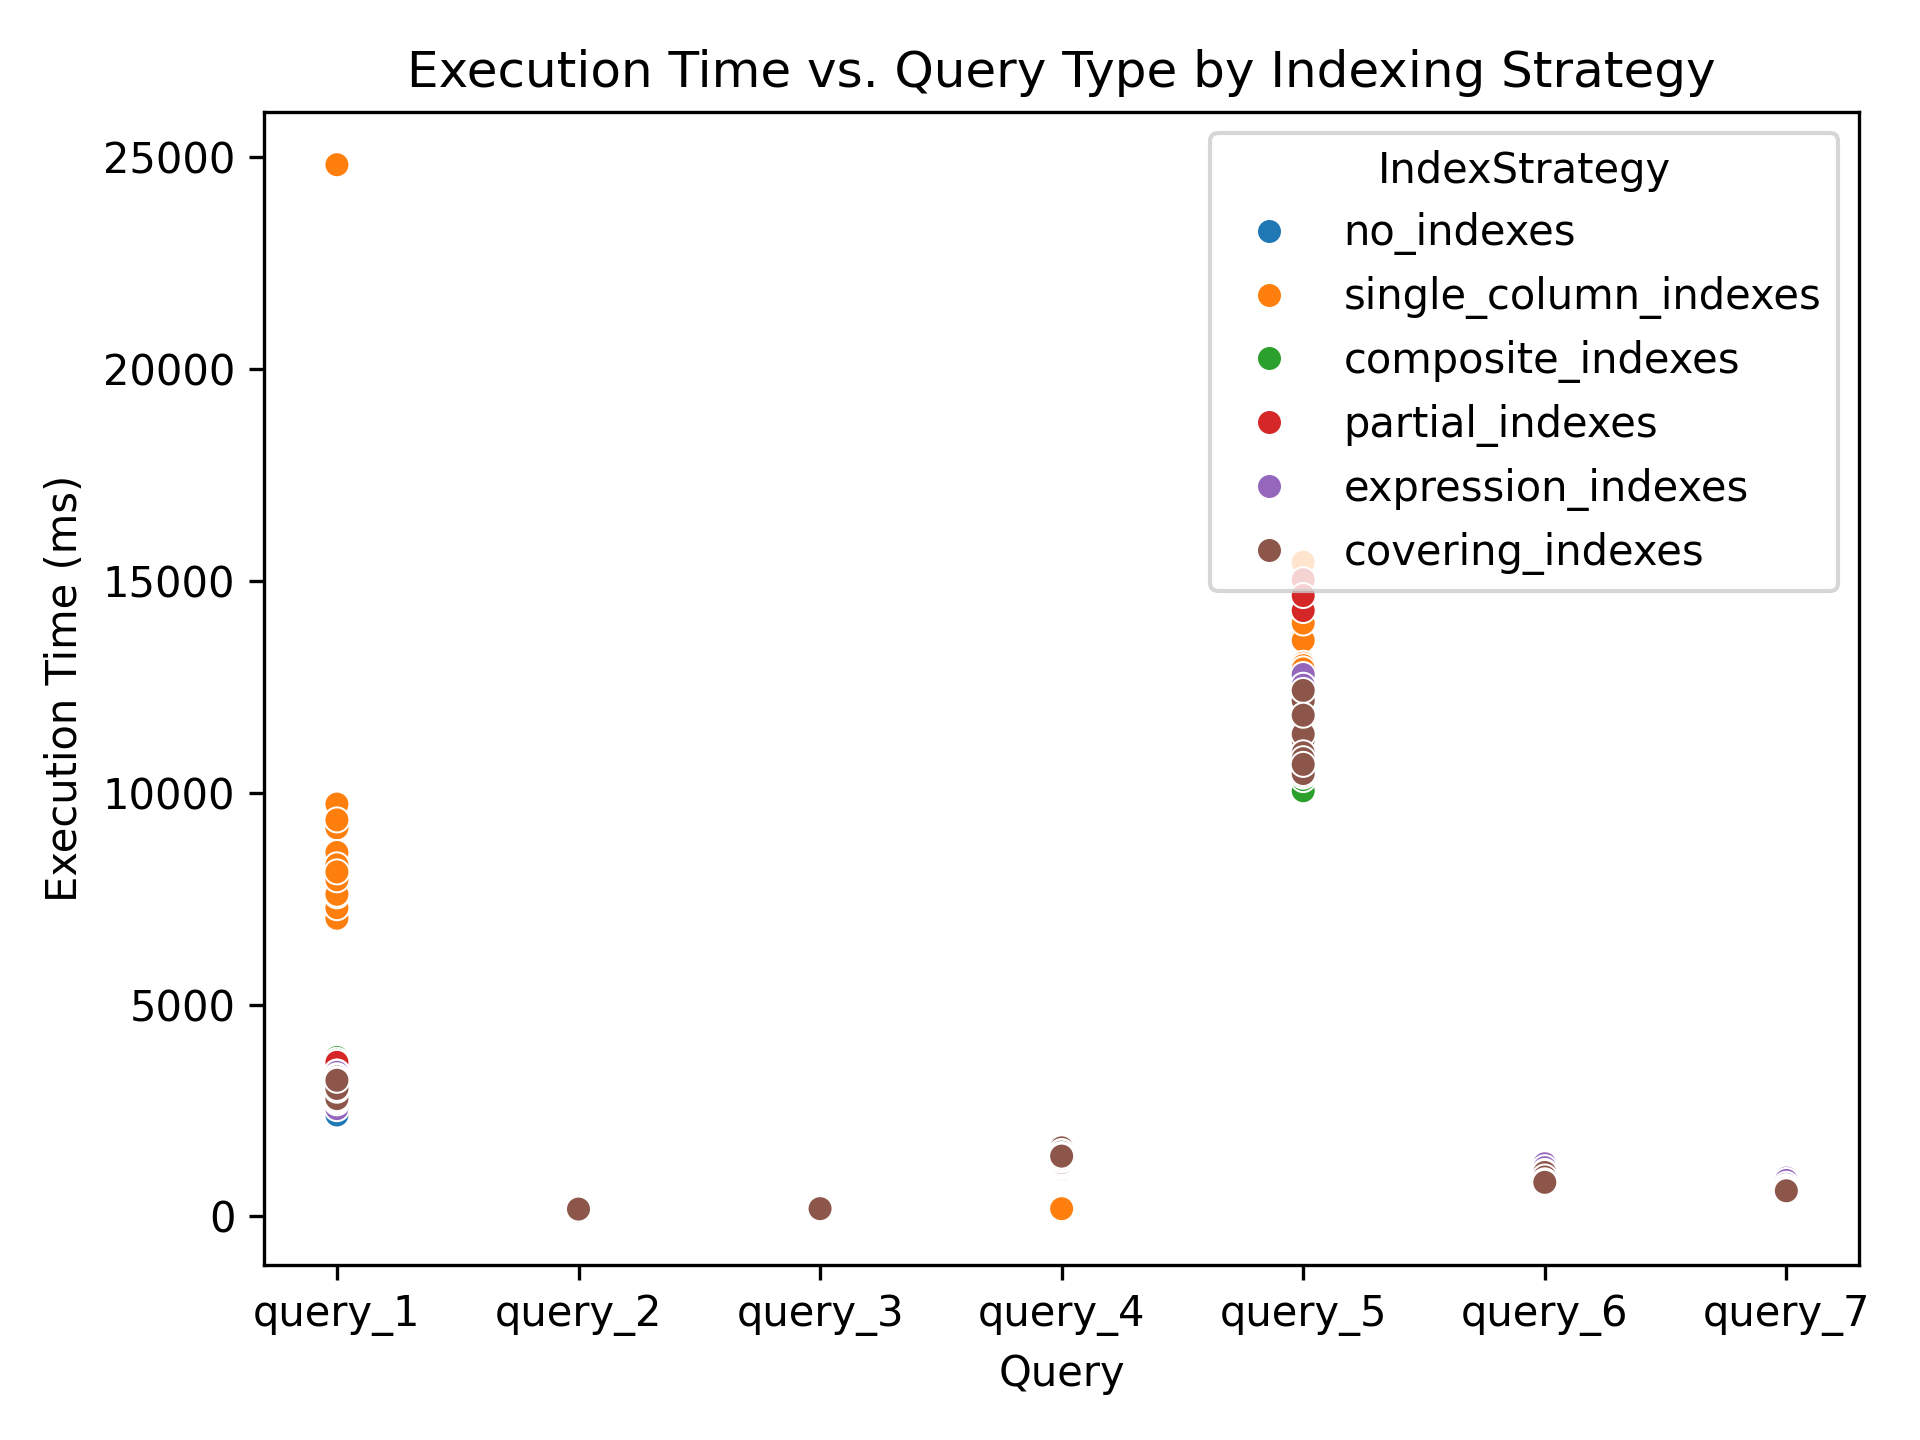 Execution Time vs. Query Type by Indexing Strategy
Execution Time (ms)
25000
20000
15000
10000
5000
0
IndexStrategy
no_indexes
single_column_indexes
composite_indexes
partial_indexes
expression_indexes
covering_indexes
query_1 query_2 query_3 query_4 query_5 query_6 query_7
Query